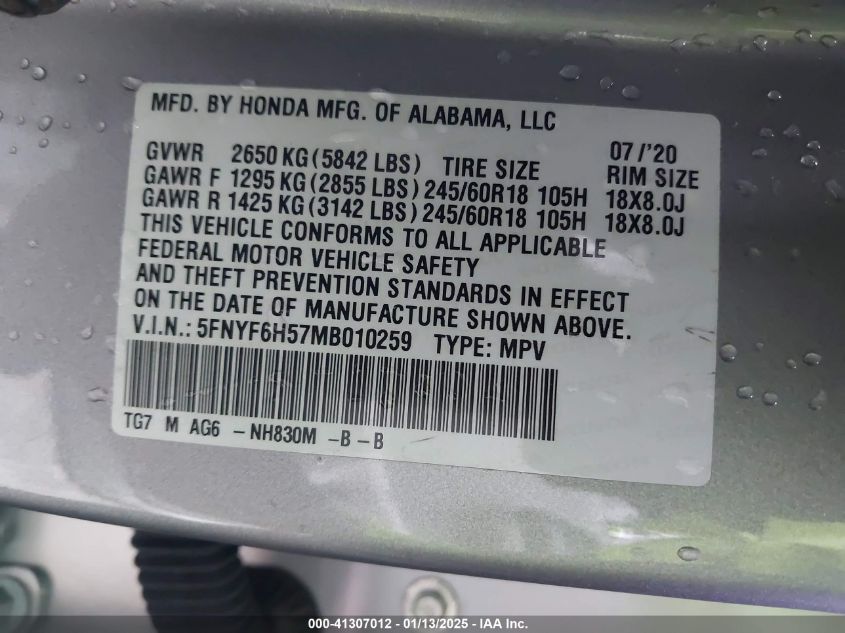 MFD. BY HONDA MFG. OF ALABAMA, LLC
GVWR 2650 KG (5842 LBS) TIRE SIZE 07/'20 RIM SIZE
GAWR F 1295 KG (2855 LBS) 245/60R18 105H 18X8.0J
GAWR R 1425 KG (3142 LBS) 245/60R18 105H 18X8.0J
THIS VEHICLE CONFORMS TO ALL APPLICABLE
FEDERAL MOTOR VEHICLE SAFETY
AND THEFT PREVENTION STANDARDS IN EFFECT
ON THE DATE OF MANUFACTURE SHOWN ABOVE.
V.I.N.: 5FNYF6H57MB010259 TYPE: MPV
TG7 M AG6 -NH830M -B-B
000-41307012 - 01/13/2025 - IAA Inc.